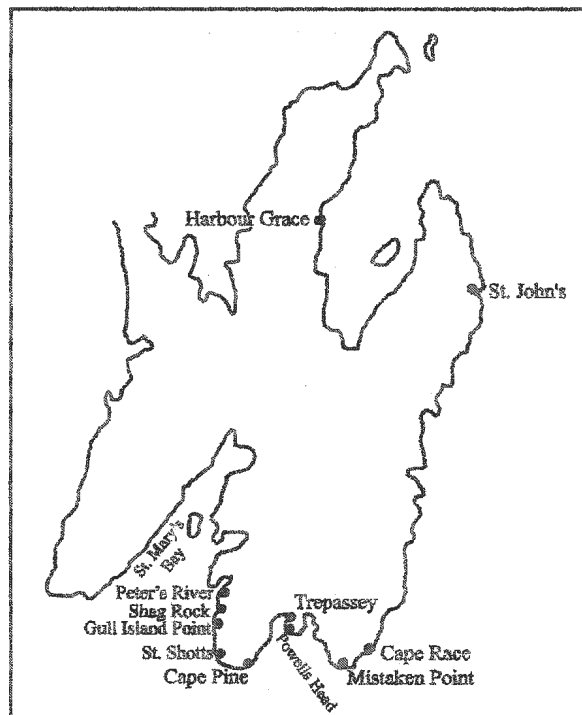 Harbour Grace
St. John's
St. Mary's
Bay
Peter's River
Shag Rock
Gull Island Point
Trepassey
St. Shotts
Cape Pine
Powells Head
Cape Race
Mistaken Point